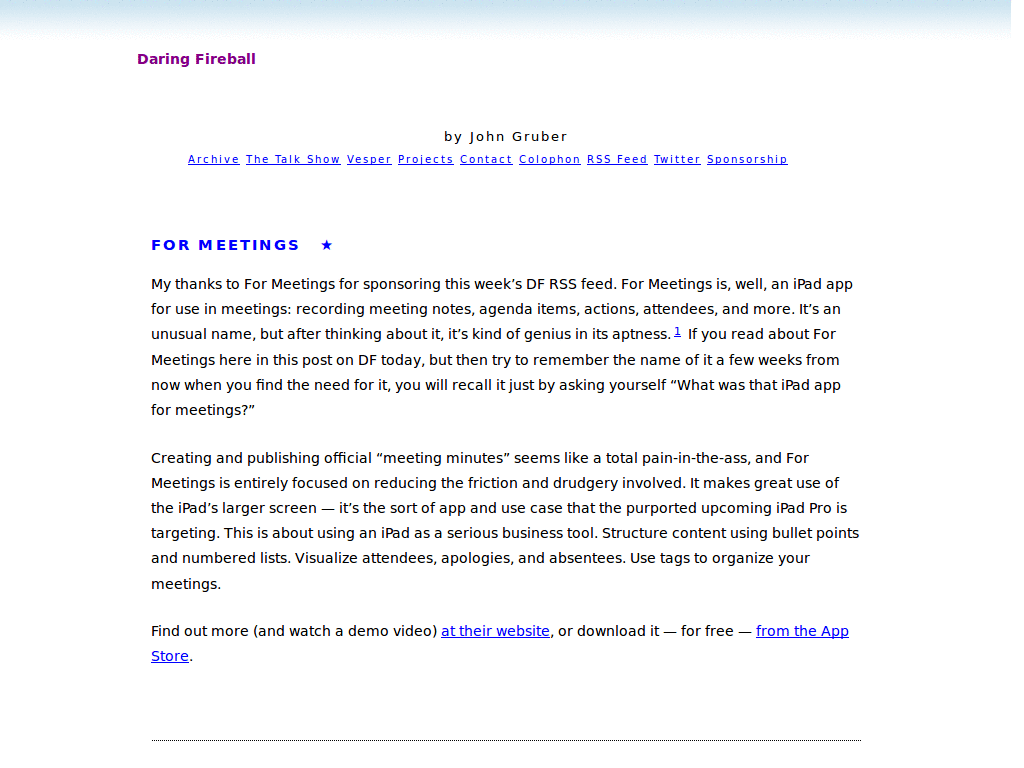 Daring Fireball
by John Gruber
Archive The Talk Show Vesper Projects Contact Colophon RSS Feed Twitter Sponsorship
FOR MEETINGS ★
My thanks to For Meetings for sponsoring this week’s DF RSS feed. For Meetings is, well, an iPad app
for use in meetings: recording meeting notes, agenda items, actions, attendees, and more. It’s an
unusual name, but after thinking about it, it’s kind of genius in its aptness.1 If you read about For
Meetings here in this post on DF today, but then try to remember the name of it a few weeks from
now when you find the need for it, you will recall it just by asking yourself “What was that iPad app
for meetings?”
Creating and publishing official “meeting minutes” seems like a total pain-in-the-ass, and For
Meetings is entirely focused on reducing the friction and drudgery involved. It makes great use of
the iPad’s larger screen — it’s the sort of app and use case that the purported upcoming iPad Pro is
targeting. This is about using an iPad as a serious business tool. Structure content using bullet points
and numbered lists. Visualize attendees, apologies, and absentees. Use tags to organize your
meetings.
Find out more (and watch a demo video) at their website, or download it — for free — from the App
Store.